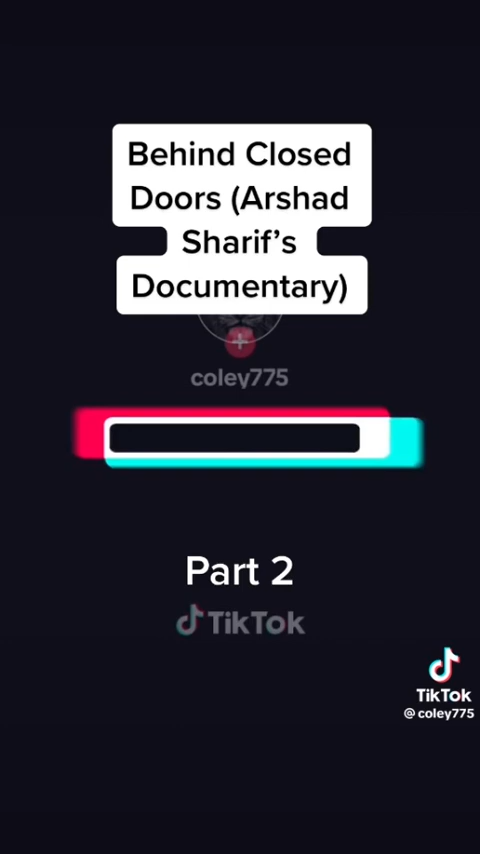 Behind Closed
Doors (Arshad
Sharif’s
Documentary)
coley775
Part 2
TikTok
TikTok
@ coley775